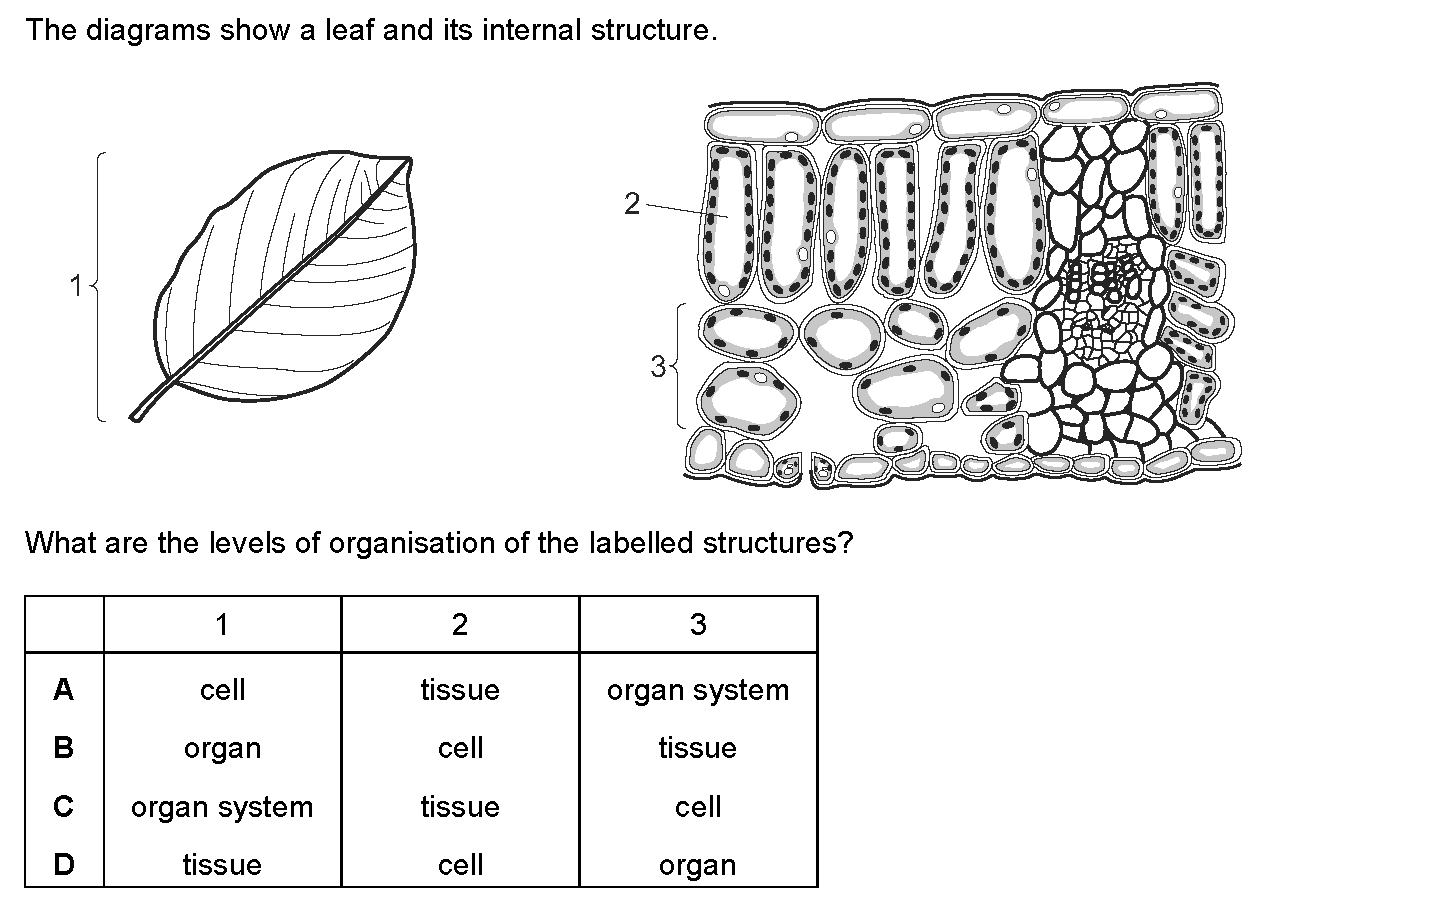 The diagrams show a leaf and its internal structure.
1
2
3
What are the levels of organisation of the labelled structures?
1 2 3
A cell tissue organ system
B organ cell tissue
C organ system tissue cell
D tissue cell organ